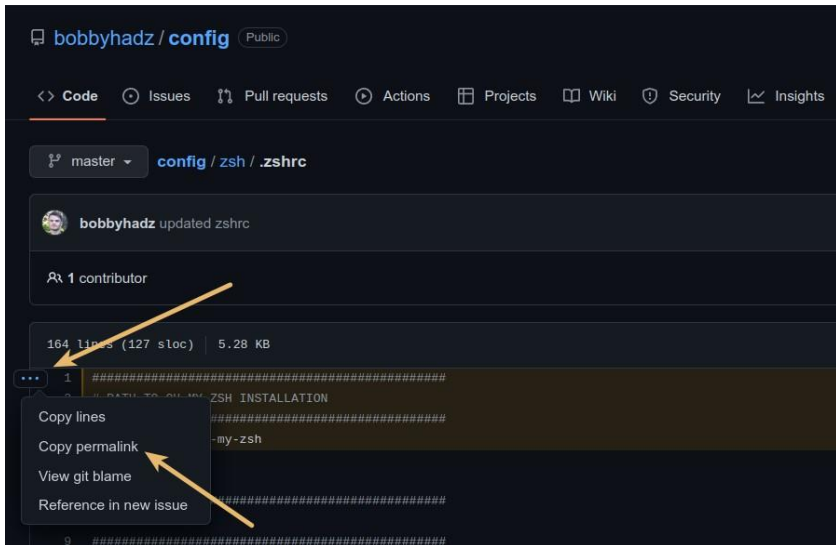 bobbyhadz / config Public
<> Code Issues Pull requests Actions Projects Wiki Security Insights
master config / zsh / .zshrc
bobbyhadz updated zshrc
1 contributor
164 lines (127 sloc) 5.28 KB
... 1 ################################################
ZSH INSTALLATION
Copy lines ################################
Copy permalink -my-zsh
View git blame
Reference in new issue ############################
9 ################################################